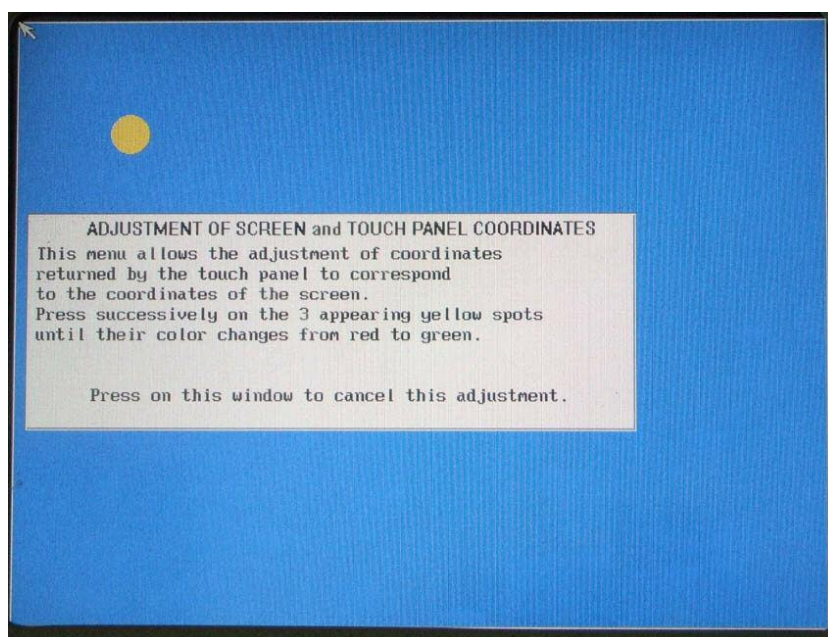 ADJUSTMENT OF SCREEN and TOUCH PANEL COORDINATES
This menu allows the adjustment of coordinates
returned by the touch panel to correspond
to the coordinates of the screen.
Press successively on the 3 appearing yellow spots
until their color changes from red to green.
Press on this window to cancel this adjustment.